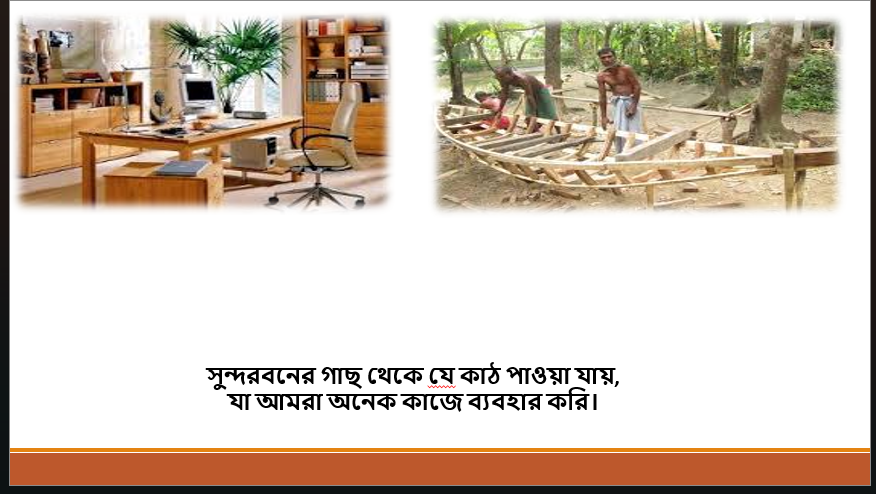 সুন্দরবনের গাছ থেকে যে কাঠ পাওয়া যায়,
যা আমরা অনেক কাজে ব্যবহার করি।